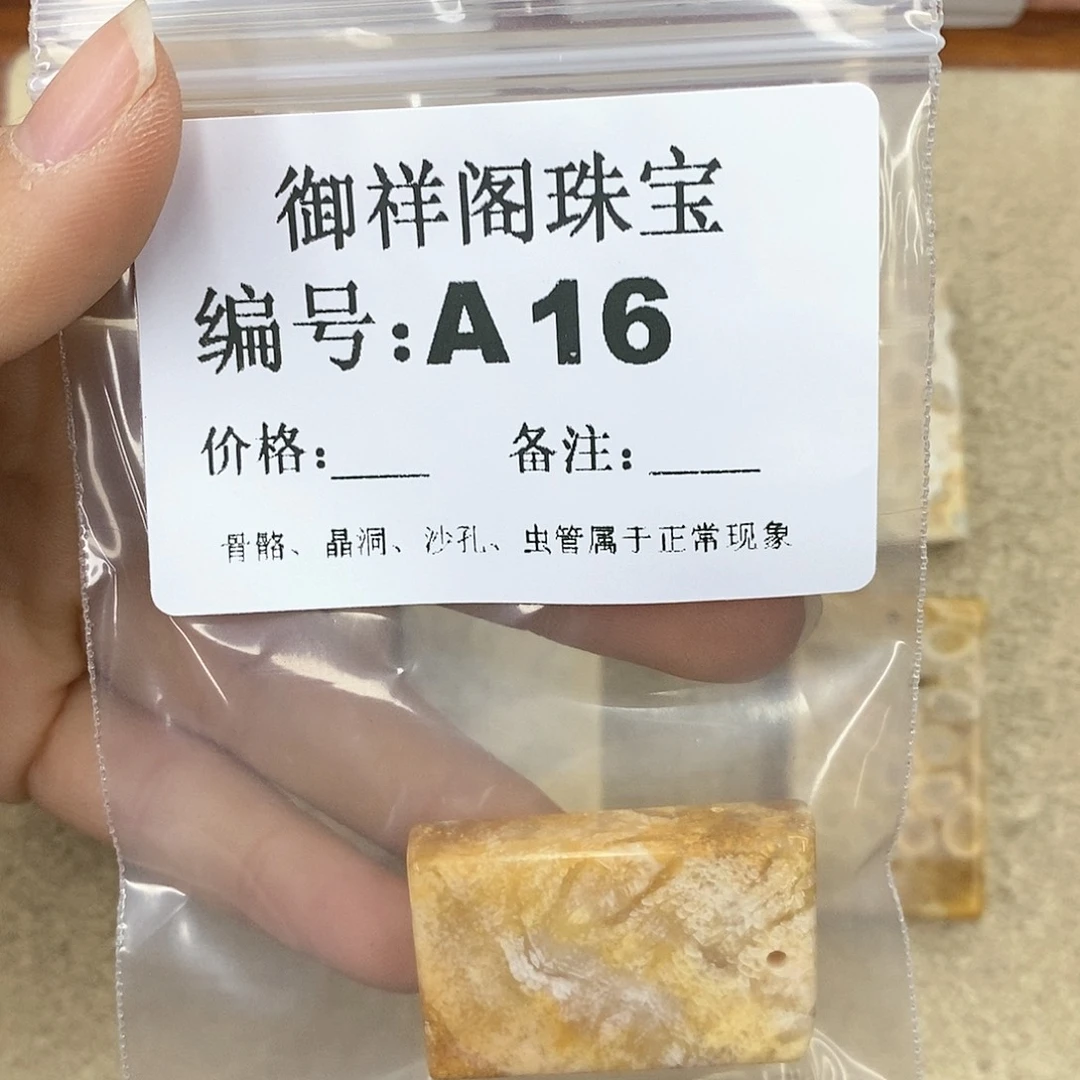 御祥阁珠宝
编号:A16
价格:____ 备注:____
骨骼、晶洞、沙孔、虫管属于正常现象